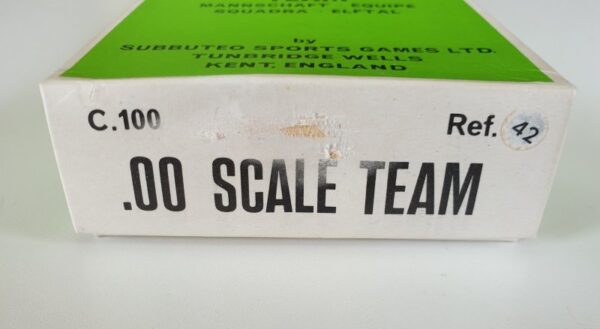 MANNSCHAFT · EQUIPE
SQUADRA · ELFTAL
by
SUBBUTEO SPORTS GAMES LTD.
TUNBRIDGE WELLS
KENT, ENGLAND
C.100
Ref. 42
.00 SCALE TEAM